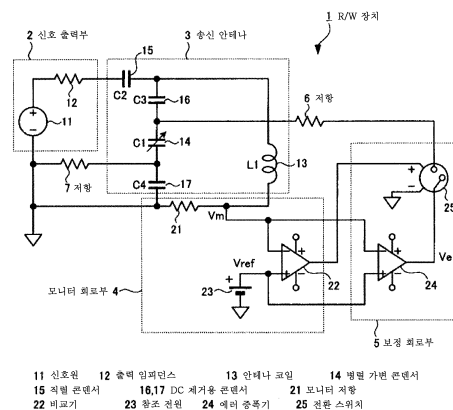 1 R/W 장치
2 신호 출력부
3 송신 안테나
15
C2
12
C3
16
6 저항
11
C1
14
L1
13
7 저항
C4
17
25
21
Vm
Vref
Ve
모니터 회로부 4
23
22
24
5 보정 회로부
11 신호원 12 출력 임피던스 13 안테나 코일 14 병렬 가변 콘덴서
15 직렬 콘덴서 16,17 DC 제거용 콘덴서 21 모니터 저항
22 비교기 23 참조 전원 24 에러 증폭기 25 전환 스위치